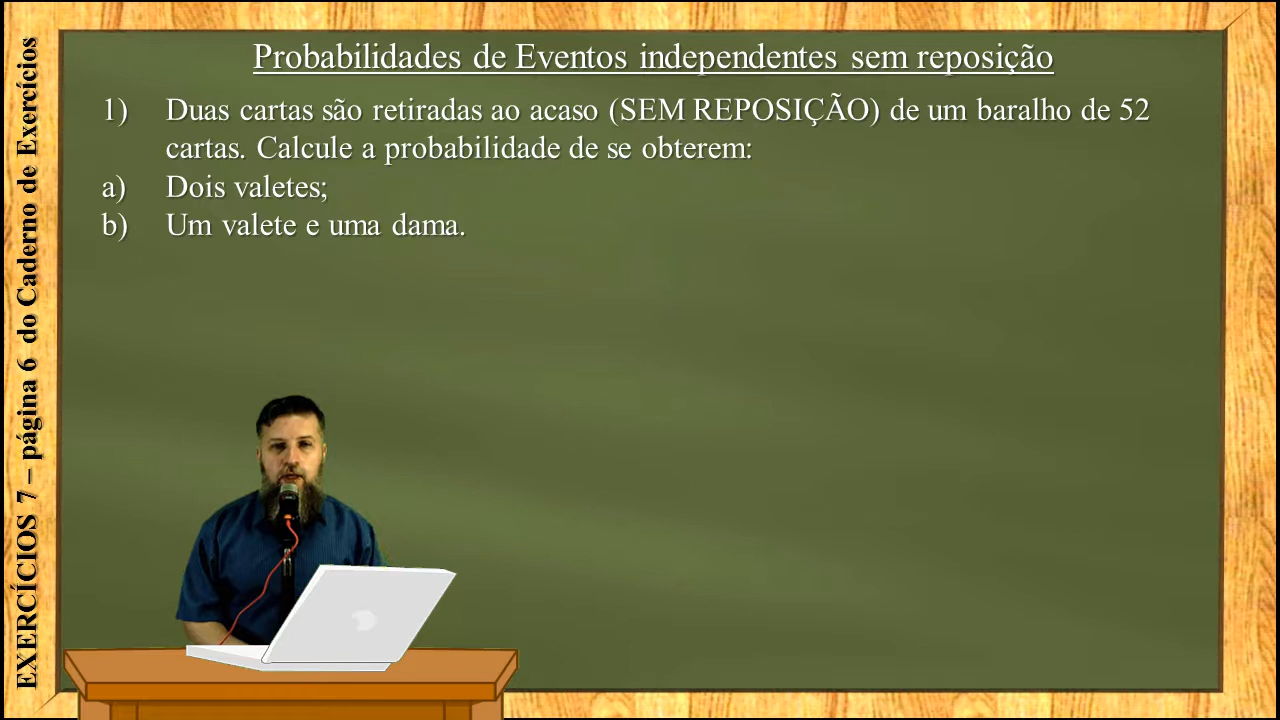 Probabilidades de Eventos independentes sem reposição
1) Duas cartas são retiradas ao acaso (SEM REPOSIÇÃO) de um baralho de 52
cartas. Calcule a probabilidade de se obterem:
a) Dois valetes;
b) Um valete e uma dama.
EXERCÍCIOS 7 – página 6 do Caderno de Exercícios